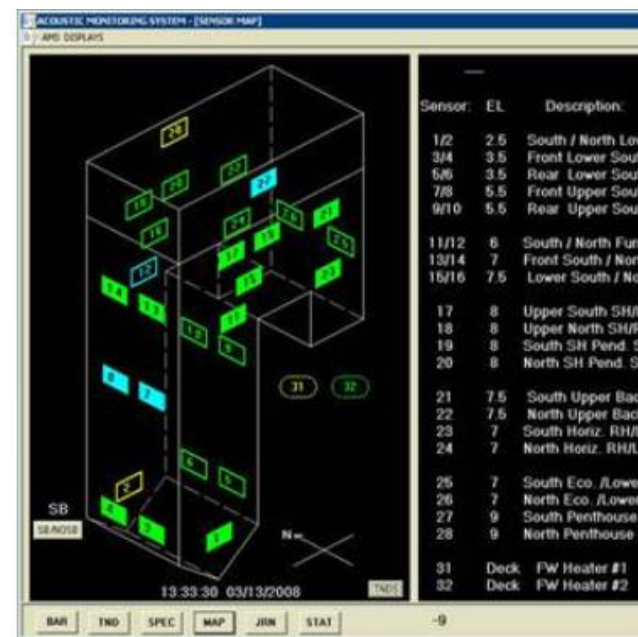 ACOUSTIC MONITORING SYSTEM - [SENSOR MAP]
AMS DISPLAYS
Sensor: EL Description:
1/2 2.5 South / North Lov
3/4 3.5 Front Lower Sout
5/6 3.5 Rear Lower Sout
7/8 5.5 Front Upper Sou
9/10 5.5 Rear Upper Sou
11/12 6 South / North Fur
13/14 7 Front South / Nor
15/16 7.5 Lower South / No
17 8 Upper South SH/
18 8 Upper North SH/
19 8 South SH Pend. S
20 8 North SH Pend. S
21 7.5 South Upper Bac
22 7.5 North Upper Bac
23 7 South Horiz. RH/
24 7 North Horiz. RH/
25 7 South Eco. /Lowe
26 7 North Eco. /Lowe
27 9 South Penthouse
28 9 North Penthouse
31 Deck FW Heater #1
32 Deck FW Heater #2
28
22
20
27
19
24
26
21
16
18
25
17
12
15
23
14
13
11
10
9
31
32
8
7
6
5
2
4
3
1
SB
SB/NOSB
N
13:33:30 03/13/2008
TNDS
BAR TND SPEC MAP JRN STAT
-9